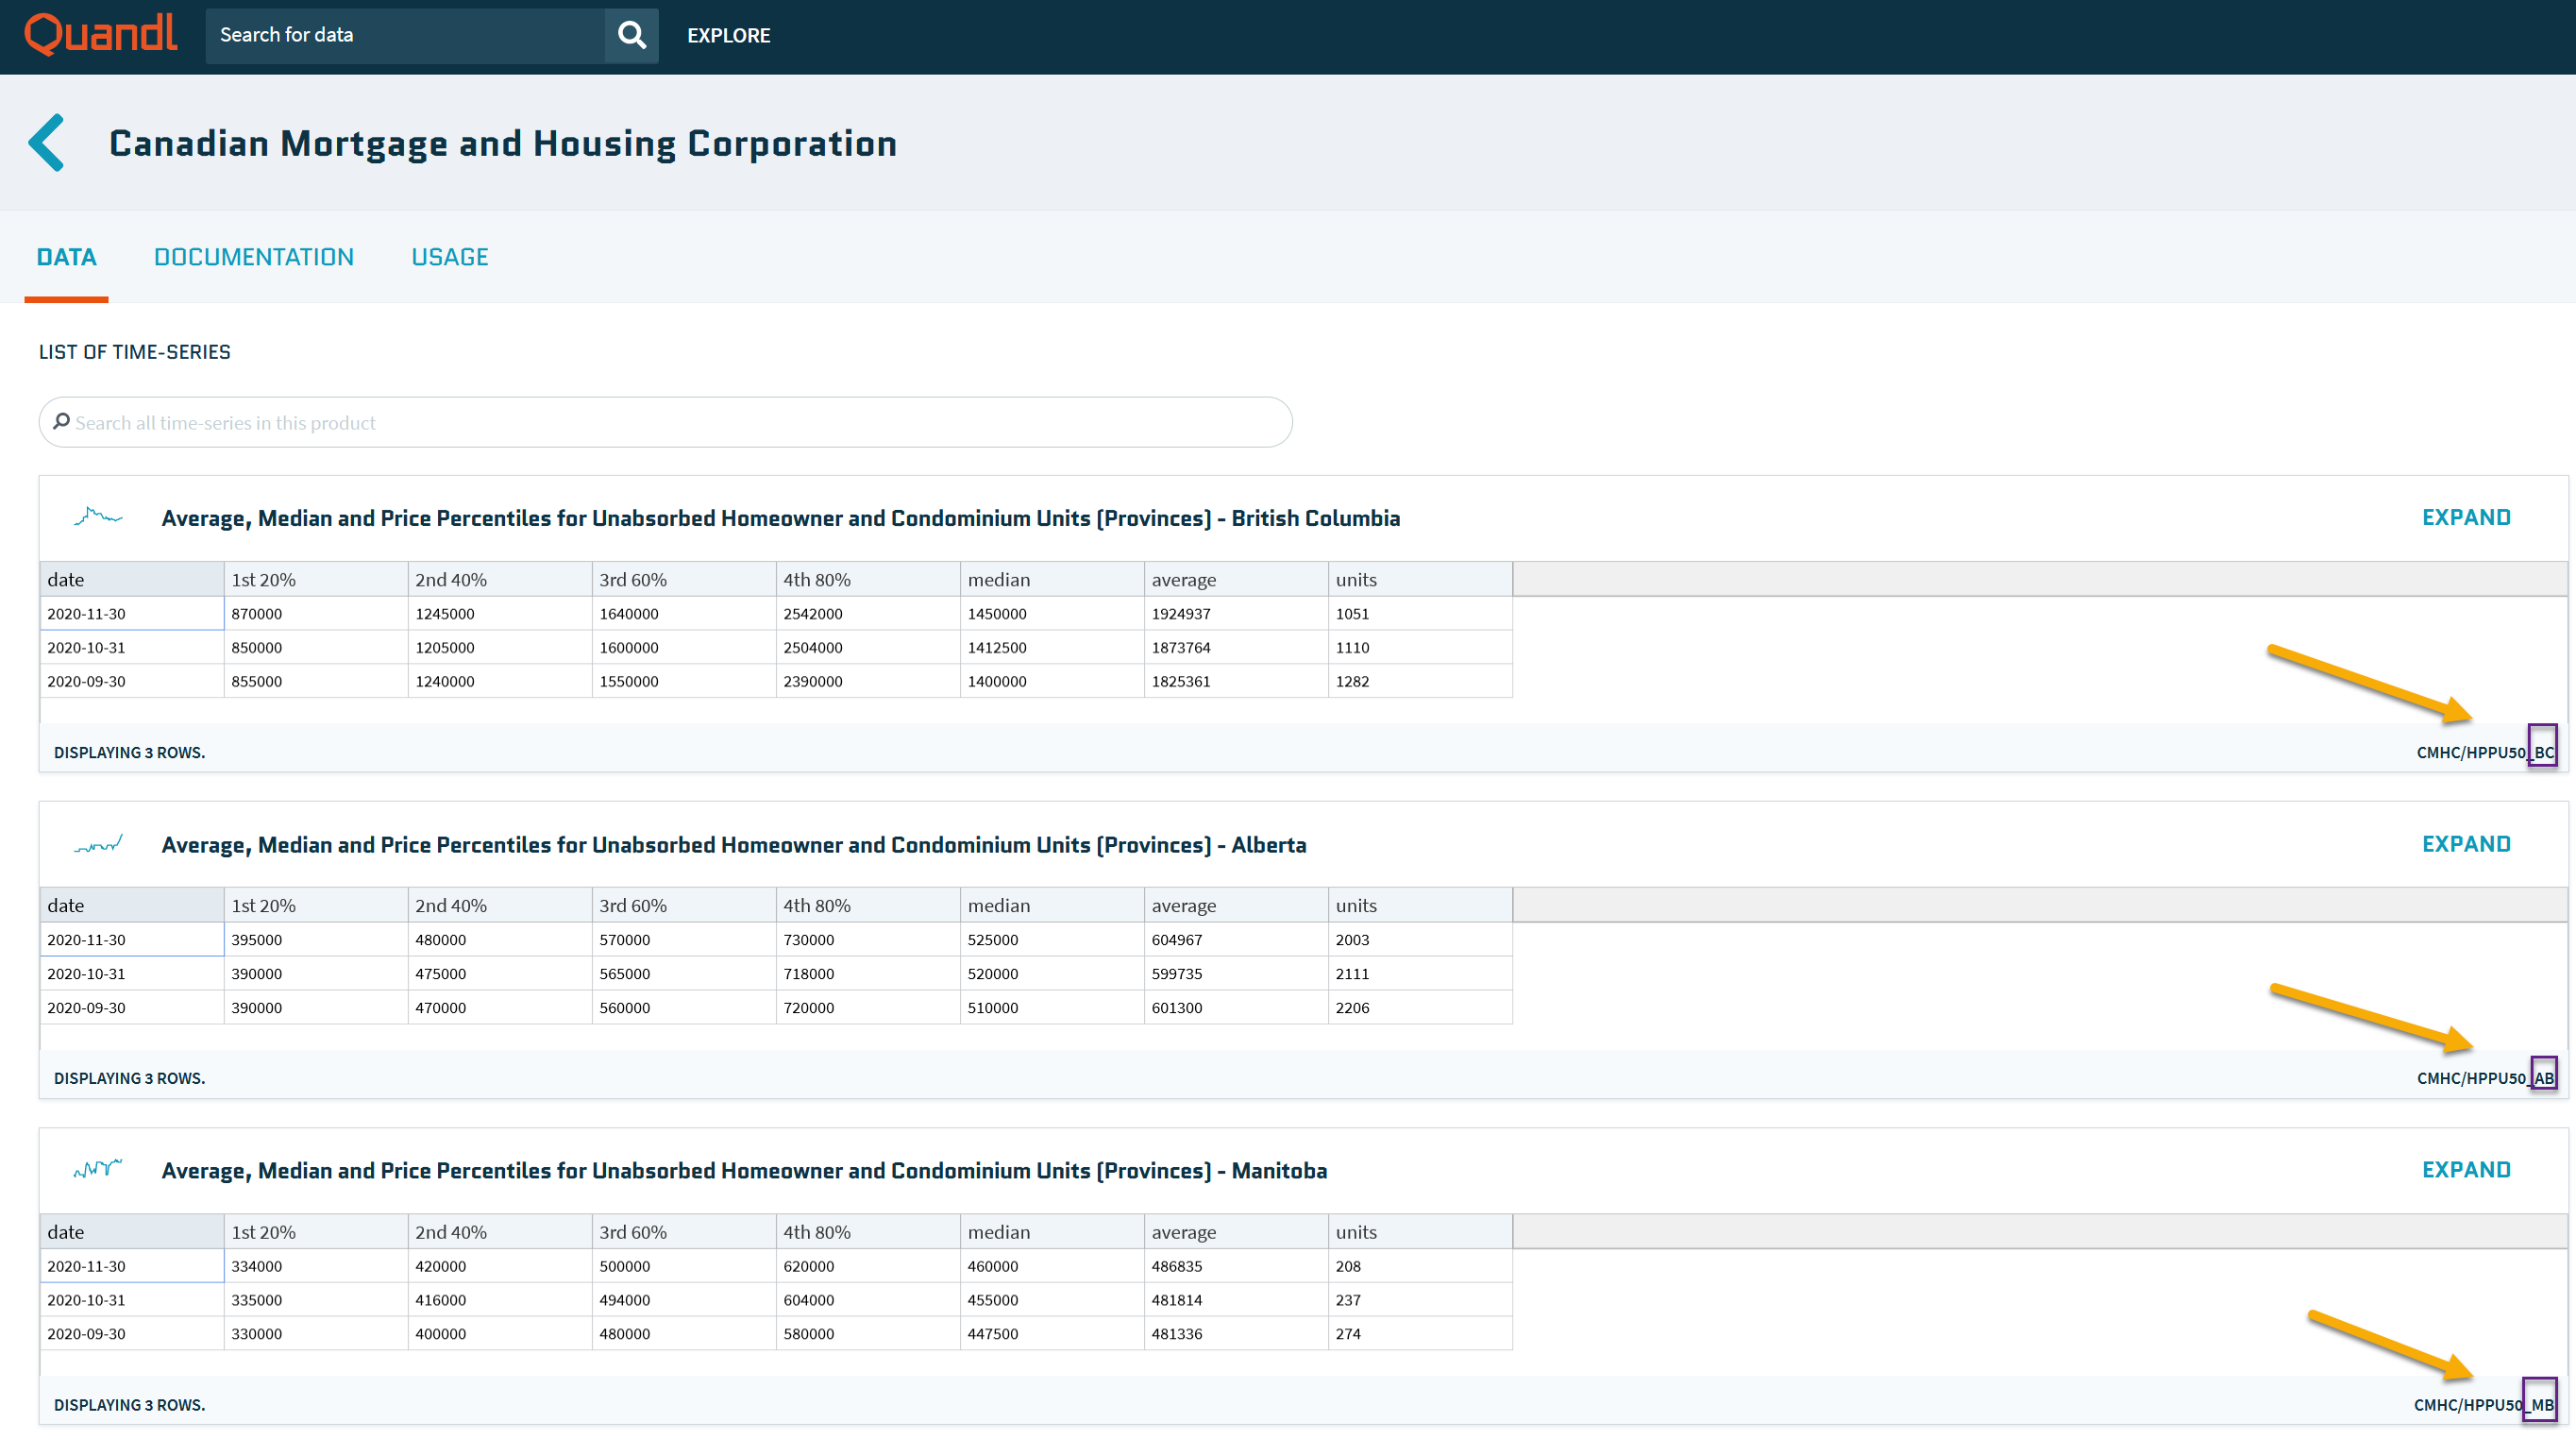 Quandl Search for data EXPLORE
Canadian Mortgage and Housing Corporation
DATA DOCUMENTATION USAGE
LIST OF TIME-SERIES
Search all time-series in this product
Average, Median and Price Percentiles for Unabsorbed Homeowner and Condominium Units (Provinces) - British Columbia EXPAND
date 1st 20% 2nd 40% 3rd 60% 4th 80% median average units
2020-11-30 870000 1245000 1640000 2542000 1450000 1924937 1051
2020-10-31 850000 1205000 1600000 2504000 1412500 1873764 1110
2020-09-30 855000 1240000 1550000 2390000 1400000 1825361 1282
DISPLAYING 3 ROWS. CMHC/HPPU50_BC
Average, Median and Price Percentiles for Unabsorbed Homeowner and Condominium Units (Provinces) - Alberta EXPAND
date 1st 20% 2nd 40% 3rd 60% 4th 80% median average units
2020-11-30 395000 480000 570000 730000 525000 604967 2003
2020-10-31 390000 475000 565000 718000 520000 599735 2111
2020-09-30 390000 470000 560000 720000 510000 601300 2206
DISPLAYING 3 ROWS. CMHC/HPPU50_AB
Average, Median and Price Percentiles for Unabsorbed Homeowner and Condominium Units (Provinces) - Manitoba EXPAND
date 1st 20% 2nd 40% 3rd 60% 4th 80% median average units
2020-11-30 334000 420000 500000 620000 460000 486835 208
2020-10-31 335000 416000 494000 604000 455000 481814 237
2020-09-30 330000 400000 480000 580000 447500 481336 274
DISPLAYING 3 ROWS. CMHC/HPPU50_MB